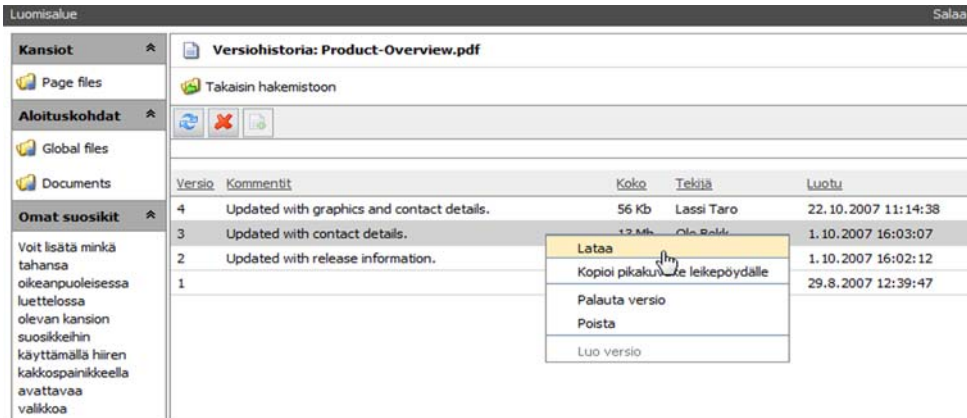 Luomisalue
Kansiot
Page files
Aloituskohdat
Global files
Documents
Omat suosikit
Voit lisätä minkä
tahansa
oikeanpuoleisessa
luettelossa
olevan kansion
suosikkeihin
käyttämällä hiiren
kakkospainikkeella
avattavaa
valikkoa
Versiohistoria: Product-Overview.pdf
Takaisin hakemistoon
Versio Kommentit Koko Tekijä Luotu
4 Updated with graphics and contact details. 56 Kb Lassi Taro 22.10.2007 11:14:38
3 Updated with contact details. 1.10.2007 16:03:07
2 Updated with release information. 1.10.2007 16:02:12
1 29.8.2007 12:39:47
Lataa
Kopioi leikepöydälle
Palauta versio
Poista
Luo versio